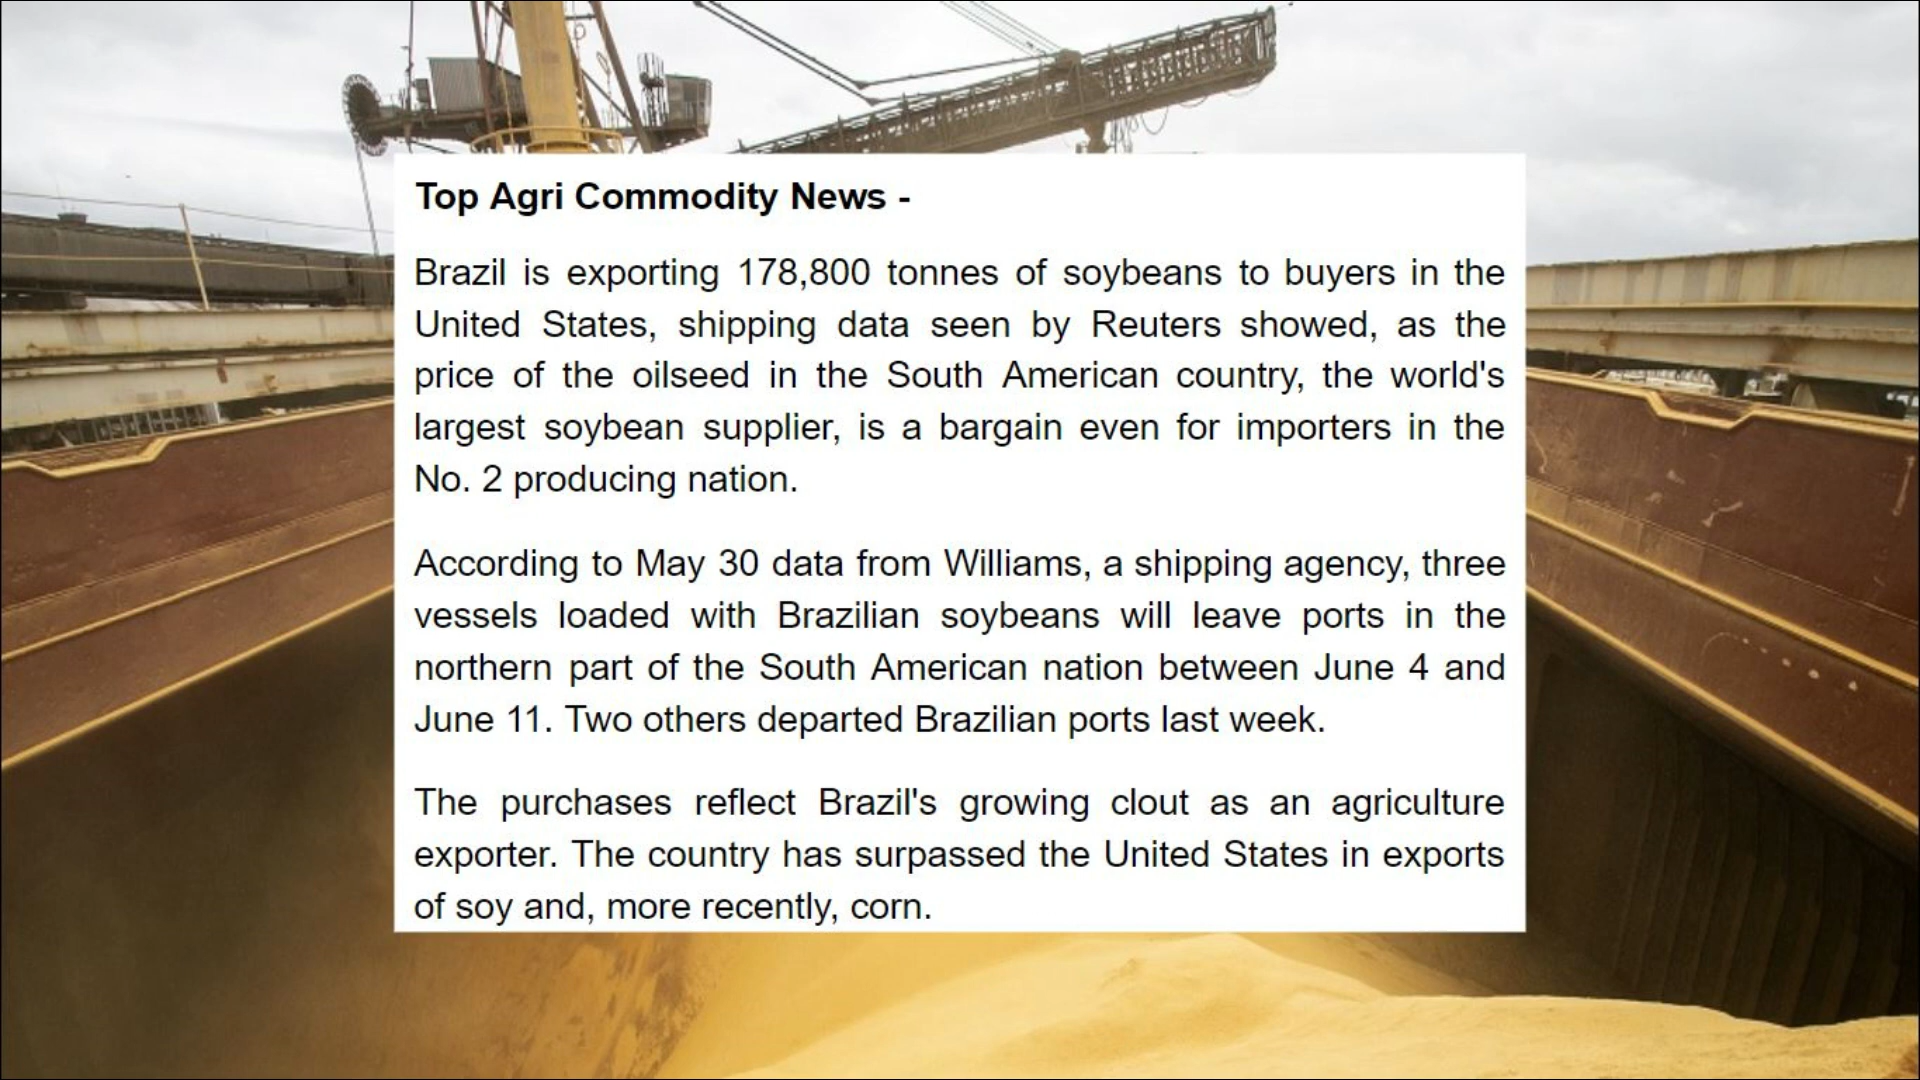 Top Agri Commodity News -
Brazil is exporting 178,800 tonnes of soybeans to buyers in the
United States, shipping data seen by Reuters showed, as the
price of the oilseed in the South American country, the world's
largest soybean supplier, is a bargain even for importers in the
No. 2 producing nation.
According to May 30 data from Williams, a shipping agency, three
vessels loaded with Brazilian soybeans will leave ports in the
northern part of the South American nation between June 4 and
June 11. Two others departed Brazilian ports last week.
The purchases reflect Brazil's growing clout as an agriculture
exporter. The country has surpassed the United States in exports
of soy and, more recently, corn.